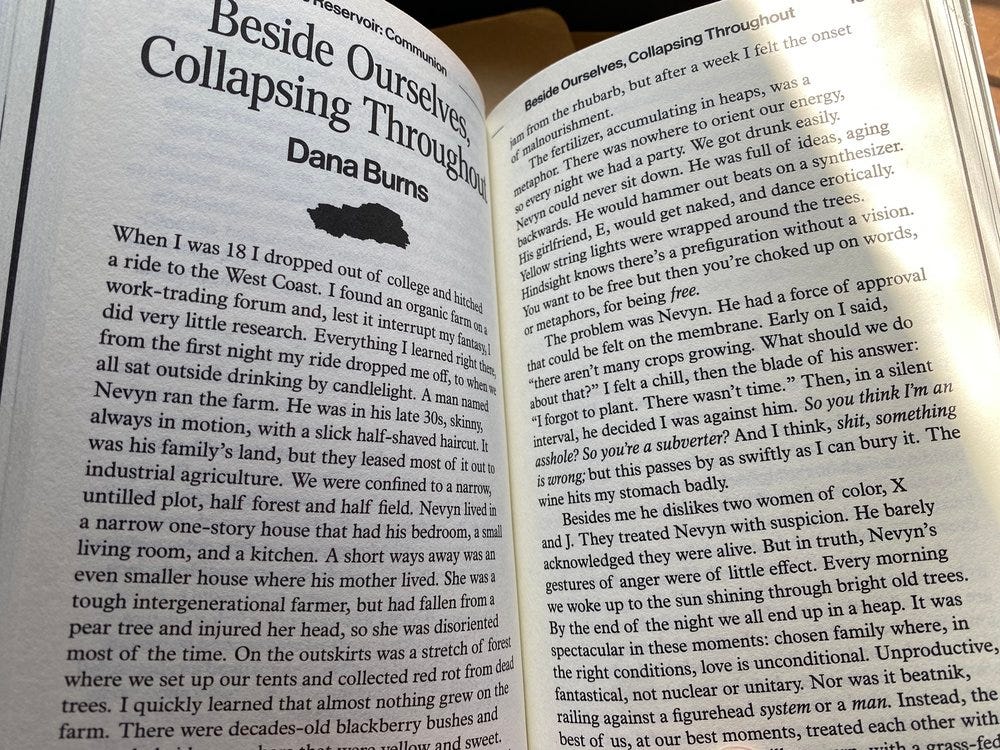 Reservoir: Communion
Beside Ourselves,
Collapsing Throughout
Dana Burns
When I was 18 I dropped out of college and hitched
a ride to the West Coast. I found an organic farm on a
work-trading forum and, lest it interrupt my fantasy, I
did very little research. Everything I learned right there,
from the first night my ride dropped me off, to when we
all sat outside drinking by candlelight. A man named
Nevyn ran the farm. He was in his late 30s, skinny,
always in motion, with a slick half-shaved haircut. It
was his family's land, but they leased most of it out to
industrial agriculture. We were confined to a narrow,
untilled plot, half forest and half field. Nevyn lived in
a narrow one-story house that had his bedroom, a small
living room, and a kitchen. A short ways away was an
even smaller house where his mother lived. She was a
tough intergenerational farmer, but had fallen from a
pear tree and injured her head, so she was disoriented
most of the time. On the outskirts was a stretch of forest
where we set up our tents and collected red rot from dead
trees. I quickly learned that almost nothing grew on the
farm. There were decades-old blackberry bushes and
that were yellow and sweet.
Beside Ourselves, Collapsing Throughout
jam from the rhubarb, but after a week I felt the onset
of malnourishment.
The fertilizer, accumulating in heaps, was a
metaphor. There was nowhere to orient our energy,
so every night we had a party. We got drunk easily.
Nevyn could never sit down. He was full of ideas, aging
backwards. He would hammer out beats on a synthesizer.
His girlfriend, E, would get naked, and dance erotically.
Yellow string lights were wrapped around the trees.
Hindsight knows there's a prefiguration without a vision.
You want to be free but then you're choked up on words,
or metaphors, for being free.
The problem was Nevyn. He had a force of approval
that could be felt on the membrane. Early on I said,
“there aren't many crops growing. What should we do
about that?” I felt a chill, then the blade of his answer:
“I forgot to plant. There wasn't time.” Then, in a silent
interval, he decided I was against him. So you think I'm an
asshole? So you're a subverter? And I think, shit, something
is wrong; but this passes by as swiftly as I can bury it. The
wine hits my stomach badly.
Besides me he dislikes two women of color, X
and J. They treated Nevyn with suspicion. He barely
acknowledged they were alive. But in truth, Nevyn's
gestures of anger were of little effect. Every morning
we woke up to the sun shining through bright old trees.
By the end of the night we all end up in a heap. It was
spectacular in these moments: chosen family where, in
the right conditions, love is unconditional. Unproductive,
fantastical, not nuclear or unitary. Nor was it beatnik,
railing against a figurehead system or a man. Instead, the
best of us, at our best moments, treated each other with
with a grass-fed